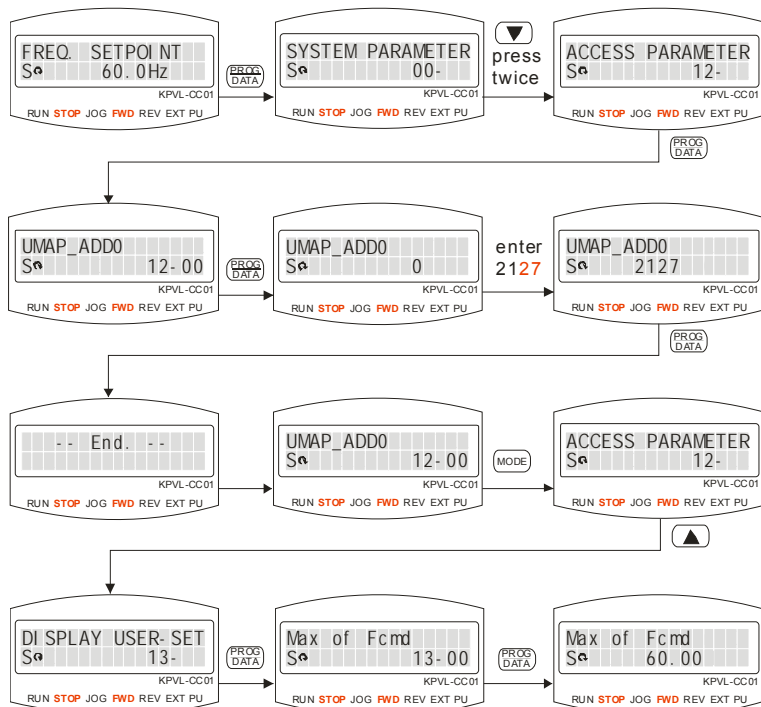 FREQ. SETPOINT
S 60.0Hz
KPVL-CC01
RUN STOP JOG FWD REV EXT PU
PROG
DATA
SYSTEM PARAMETER
S 00-
KPVL-CC01
RUN STOP JOG FWD REV EXT PU
press
twice
ACCESS PARAMETER
S 12-
KPVL-CC01
RUN STOP JOG FWD REV EXT PU
PROG
DATA
UMAP_ADD0
S 12-00
KPVL-CC01
RUN STOP JOG FWD REV EXT PU
PROG
DATA
UMAP_ADD0
S 0
KPVL-CC01
RUN STOP JOG FWD REV EXT PU
enter
2127
UMAP_ADD0
S 2127
KPVL-CC01
RUN STOP JOG FWD REV EXT PU
PROG
DATA
-- End. --
KPVL-CC01
RUN STOP JOG FWD REV EXT PU
UMAP_ADD0
S 12-00
KPVL-CC01
RUN STOP JOG FWD REV EXT PU
MODE
ACCESS PARAMETER
S 12-
KPVL-CC01
RUN STOP JOG FWD REV EXT PU
DISPLAY USER-SET
S 13-
KPVL-CC01
RUN STOP JOG FWD REV EXT PU
PROG
DATA
Max of Fcmd
S 13-00
KPVL-CC01
RUN STOP JOG FWD REV EXT PU
PROG
DATA
Max of Fcmd
S 60.00
KPVL-CC01
RUN STOP JOG FWD REV EXT PU